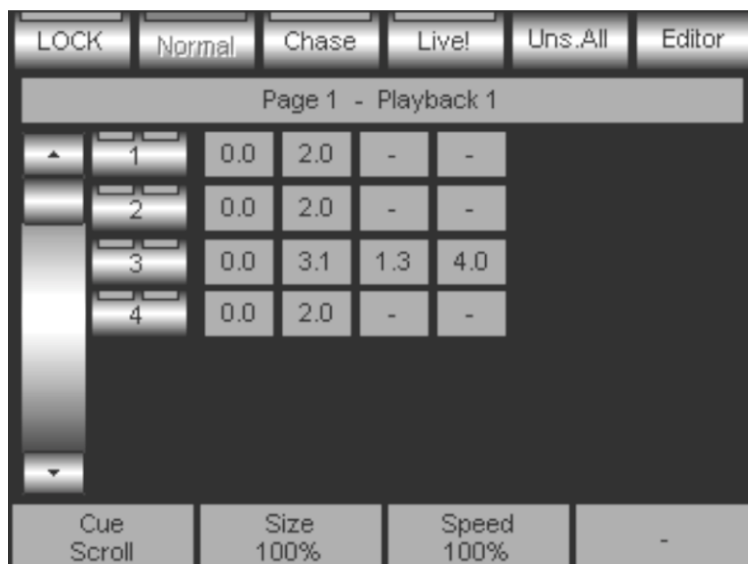 LOCK Normal Chase Live! Uns.All Editor
Page 1 - Playback 1
1 0.0 2.0 - -
2 0.0 2.0 - -
3 0.0 3.1 1.3 4.0
4 0.0 2.0 - -
Cue Size Speed -
Scroll 100% 100%